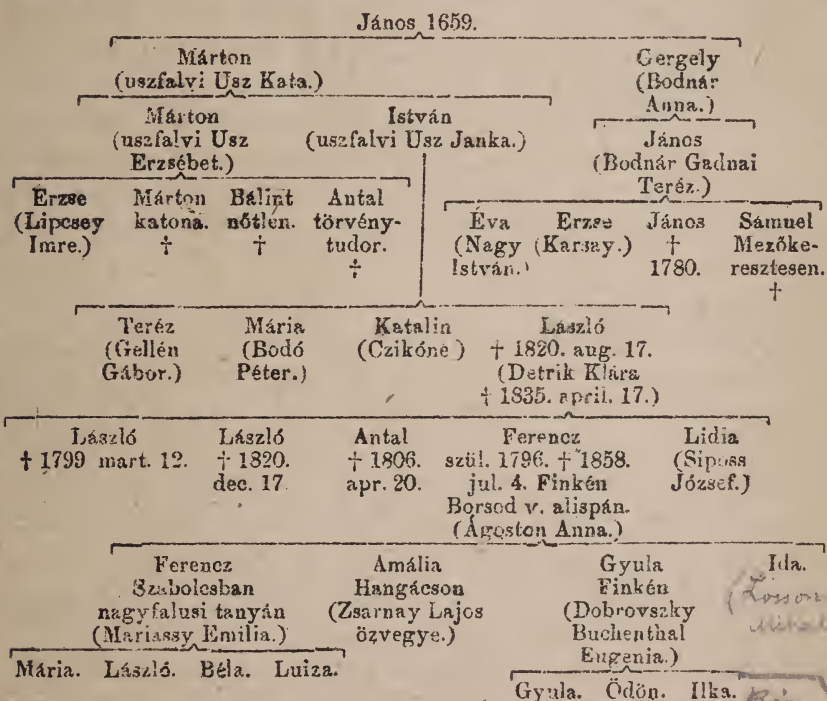 János 1659.
Márton Gergely
(uszfalvi Usz Kata.) (Bodnár
Anna.)
Márton István
(uszfalvi Usz (uszfalvi Usz Janka.) János
Erzsébet.) (Bodnár Gadnai
Teréz.)
Erzse Márton Bálint Antal
(Lipcsey katona. nőtlen. törvény-
Imre.) † † tudor.
†
Éva Erzse János Sámuel
(Nagy (Karsay.) † Mezőke-
István.) 1780. resztesen.
†
Teréz Mária Katalin László
(Gellén (Bodó (Czikóne) † 1820. aug. 17.
Gábor.) Péter.) (Detrik Klára
† 1835. april. 17.)
László László Antal Ferencz Lidia
† 1799 mart. 12. † 1820. † 1806. szül. 1796. † 1858. (Siposs
dec. 17 apr. 20. jul. 4. Finkén József.)
Borsod v. alispán.
(Ágoston Anna.)
Ferencz Amália Gyula Ida.
Szabolcsban Hangácson Finkén
nagyfalusi tanyán (Zsarnay Lajos (Dobrovszky
(Mariassy Emilia.) özvegye.) Buchenthal
Eugenia.)
Mária. László. Béla. Luiza.
Gyula. Ödön. Ilka.